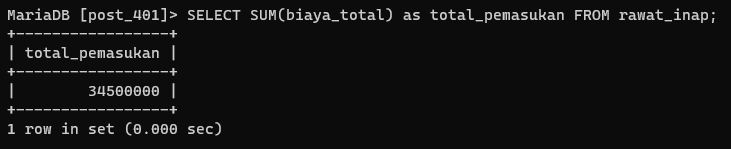 MariaDB [post_401]> SELECT SUM(biaya_total) as total_pemasukan FROM rawat_inap;
+-----------------+
| total_pemasukan |
+-----------------+
|        34500000 |
+-----------------+
1 row in set (0.000 sec)